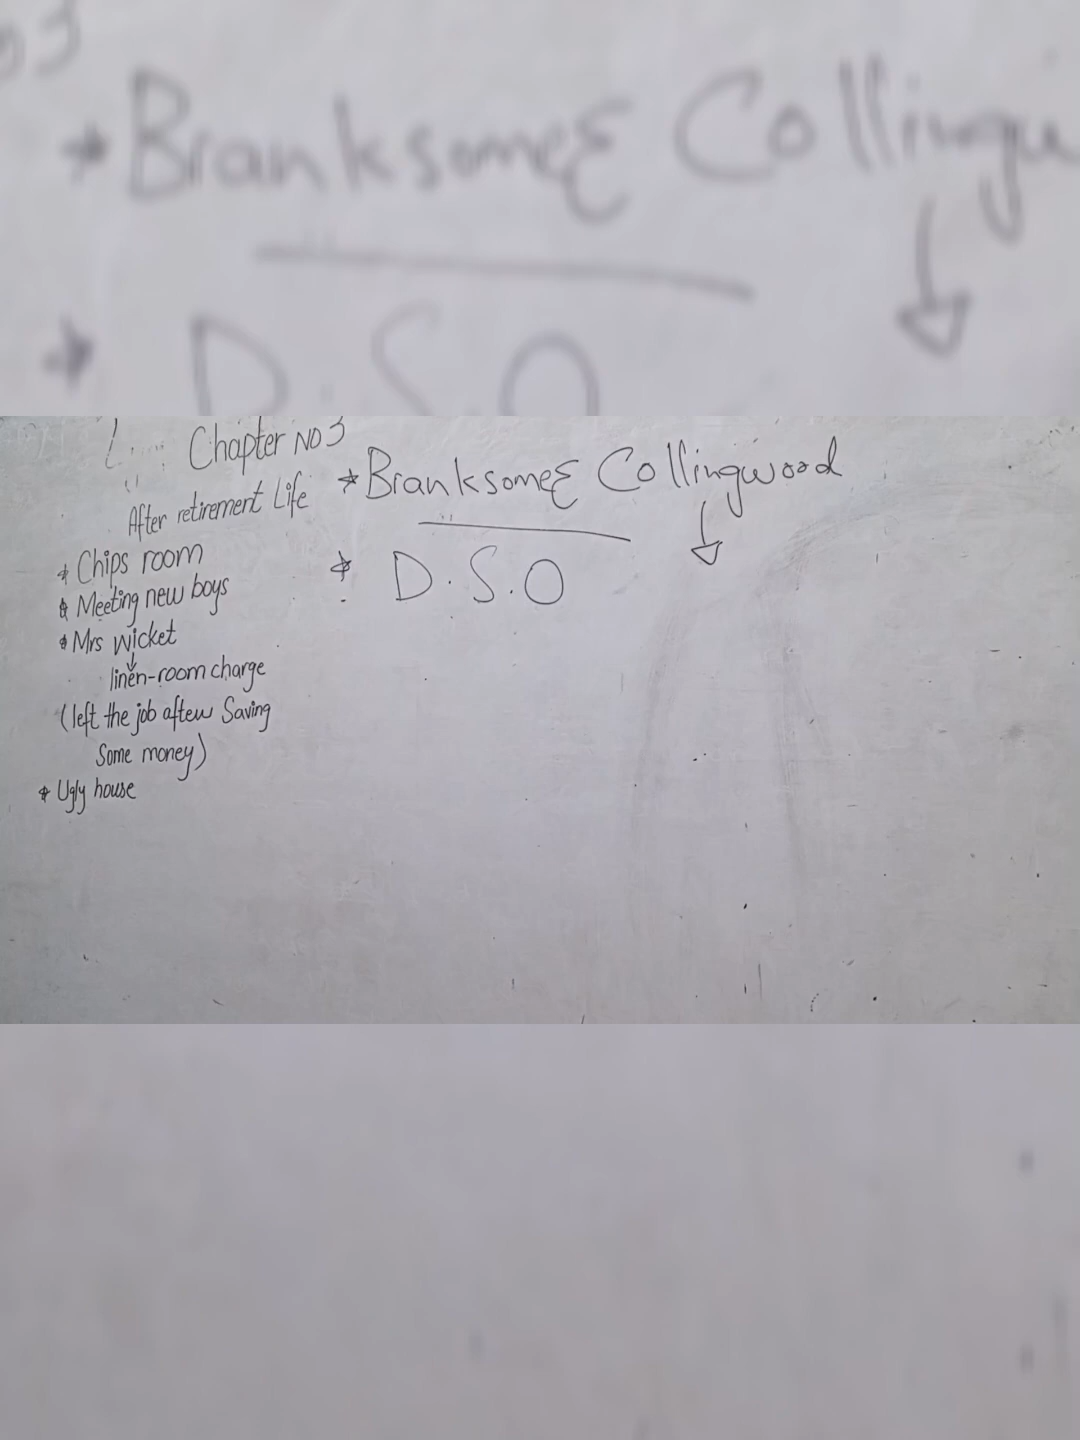 Chapter No 3
After retirement Life
* Chips room
* Meeting new boys
* Mrs Wicket
↓
linen-room charge
(left the job aftew Saving
Some money)
* Ugly house
* Branksome & Collingwood
↓
* D.S.O